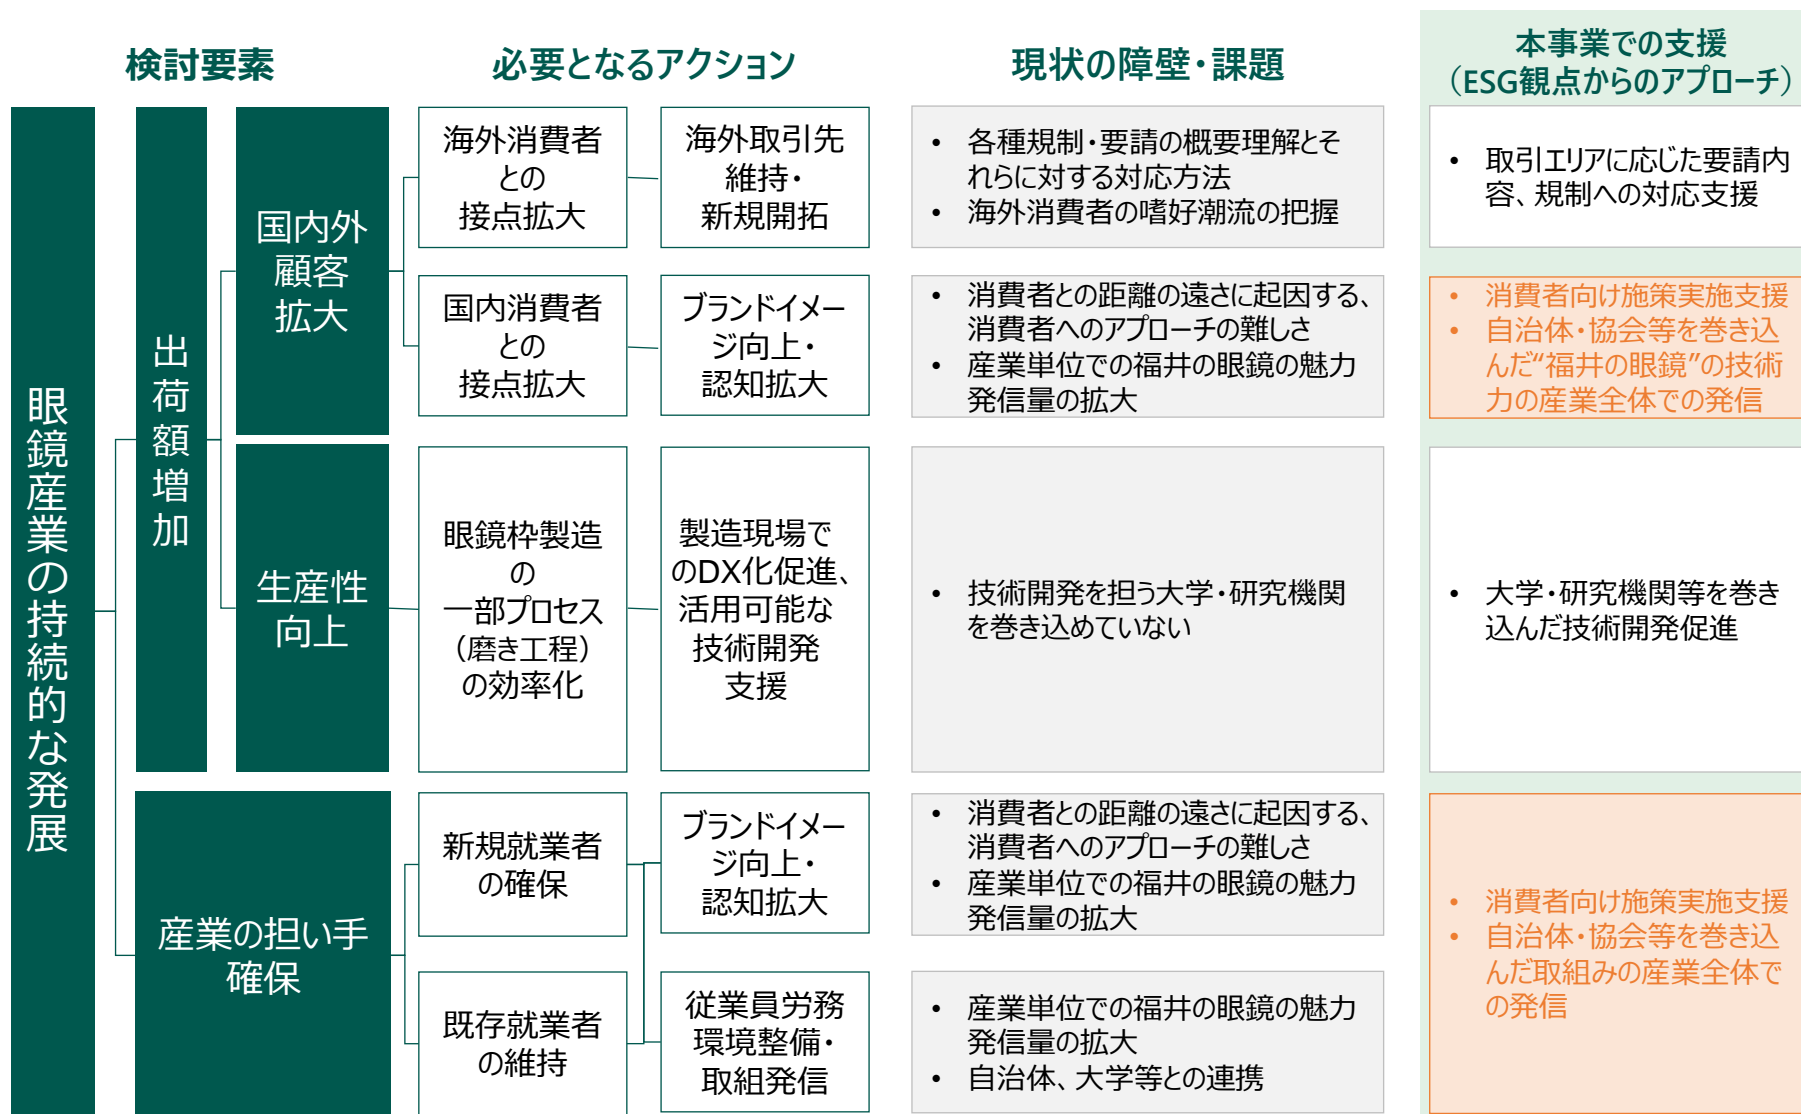 検討要素
必要となるアクション
現状の障壁・課題
本事業での支援
（ESG観点からのアプローチ）
眼鏡産業の持続的な発展
出荷額増加
国内外
顧客
拡大
海外消費者
との
接点拡大
海外取引先
維持・
新規開拓
• 各種規制・要請の概要理解とそ
れらに対する対応方法
• 海外消費者の嗜好潮流の把握
• 取引エリアに応じた要請内
容、規制への対応支援
国内消費者
との
接点拡大
ブランドイメー
ジ向上・
認知拡大
• 消費者との距離の遠さに起因する、
消費者へのアプローチの難しさ
• 産業単位での福井の眼鏡の魅力
発信量の拡大
• 消費者向け施策実施支援
• 自治体・協会等を巻き込
んだ“福井の眼鏡”の技術
力の産業全体での発信
生産性
向上
眼鏡枠製造
の
一部プロセス
（磨き工程）
の効率化
製造現場で
のDX化促進、
活用可能な
技術開発
支援
• 技術開発を担う大学・研究機関
を巻き込めていない
• 大学・研究機関等を巻き
込んだ技術開発促進
産業の担い手
確保
新規就業者
の確保
ブランドイメー
ジ向上・
認知拡大
• 消費者との距離の遠さに起因する、
消費者へのアプローチの難しさ
• 産業単位での福井の眼鏡の魅力
発信量の拡大
• 消費者向け施策実施支援
• 自治体・協会等を巻き込
んだ取組みの産業全体で
の発信
既存就業者
の維持
従業員労務
環境整備・
取組発信
• 産業単位での福井の眼鏡の魅力
発信量の拡大
• 自治体、大学等との連携